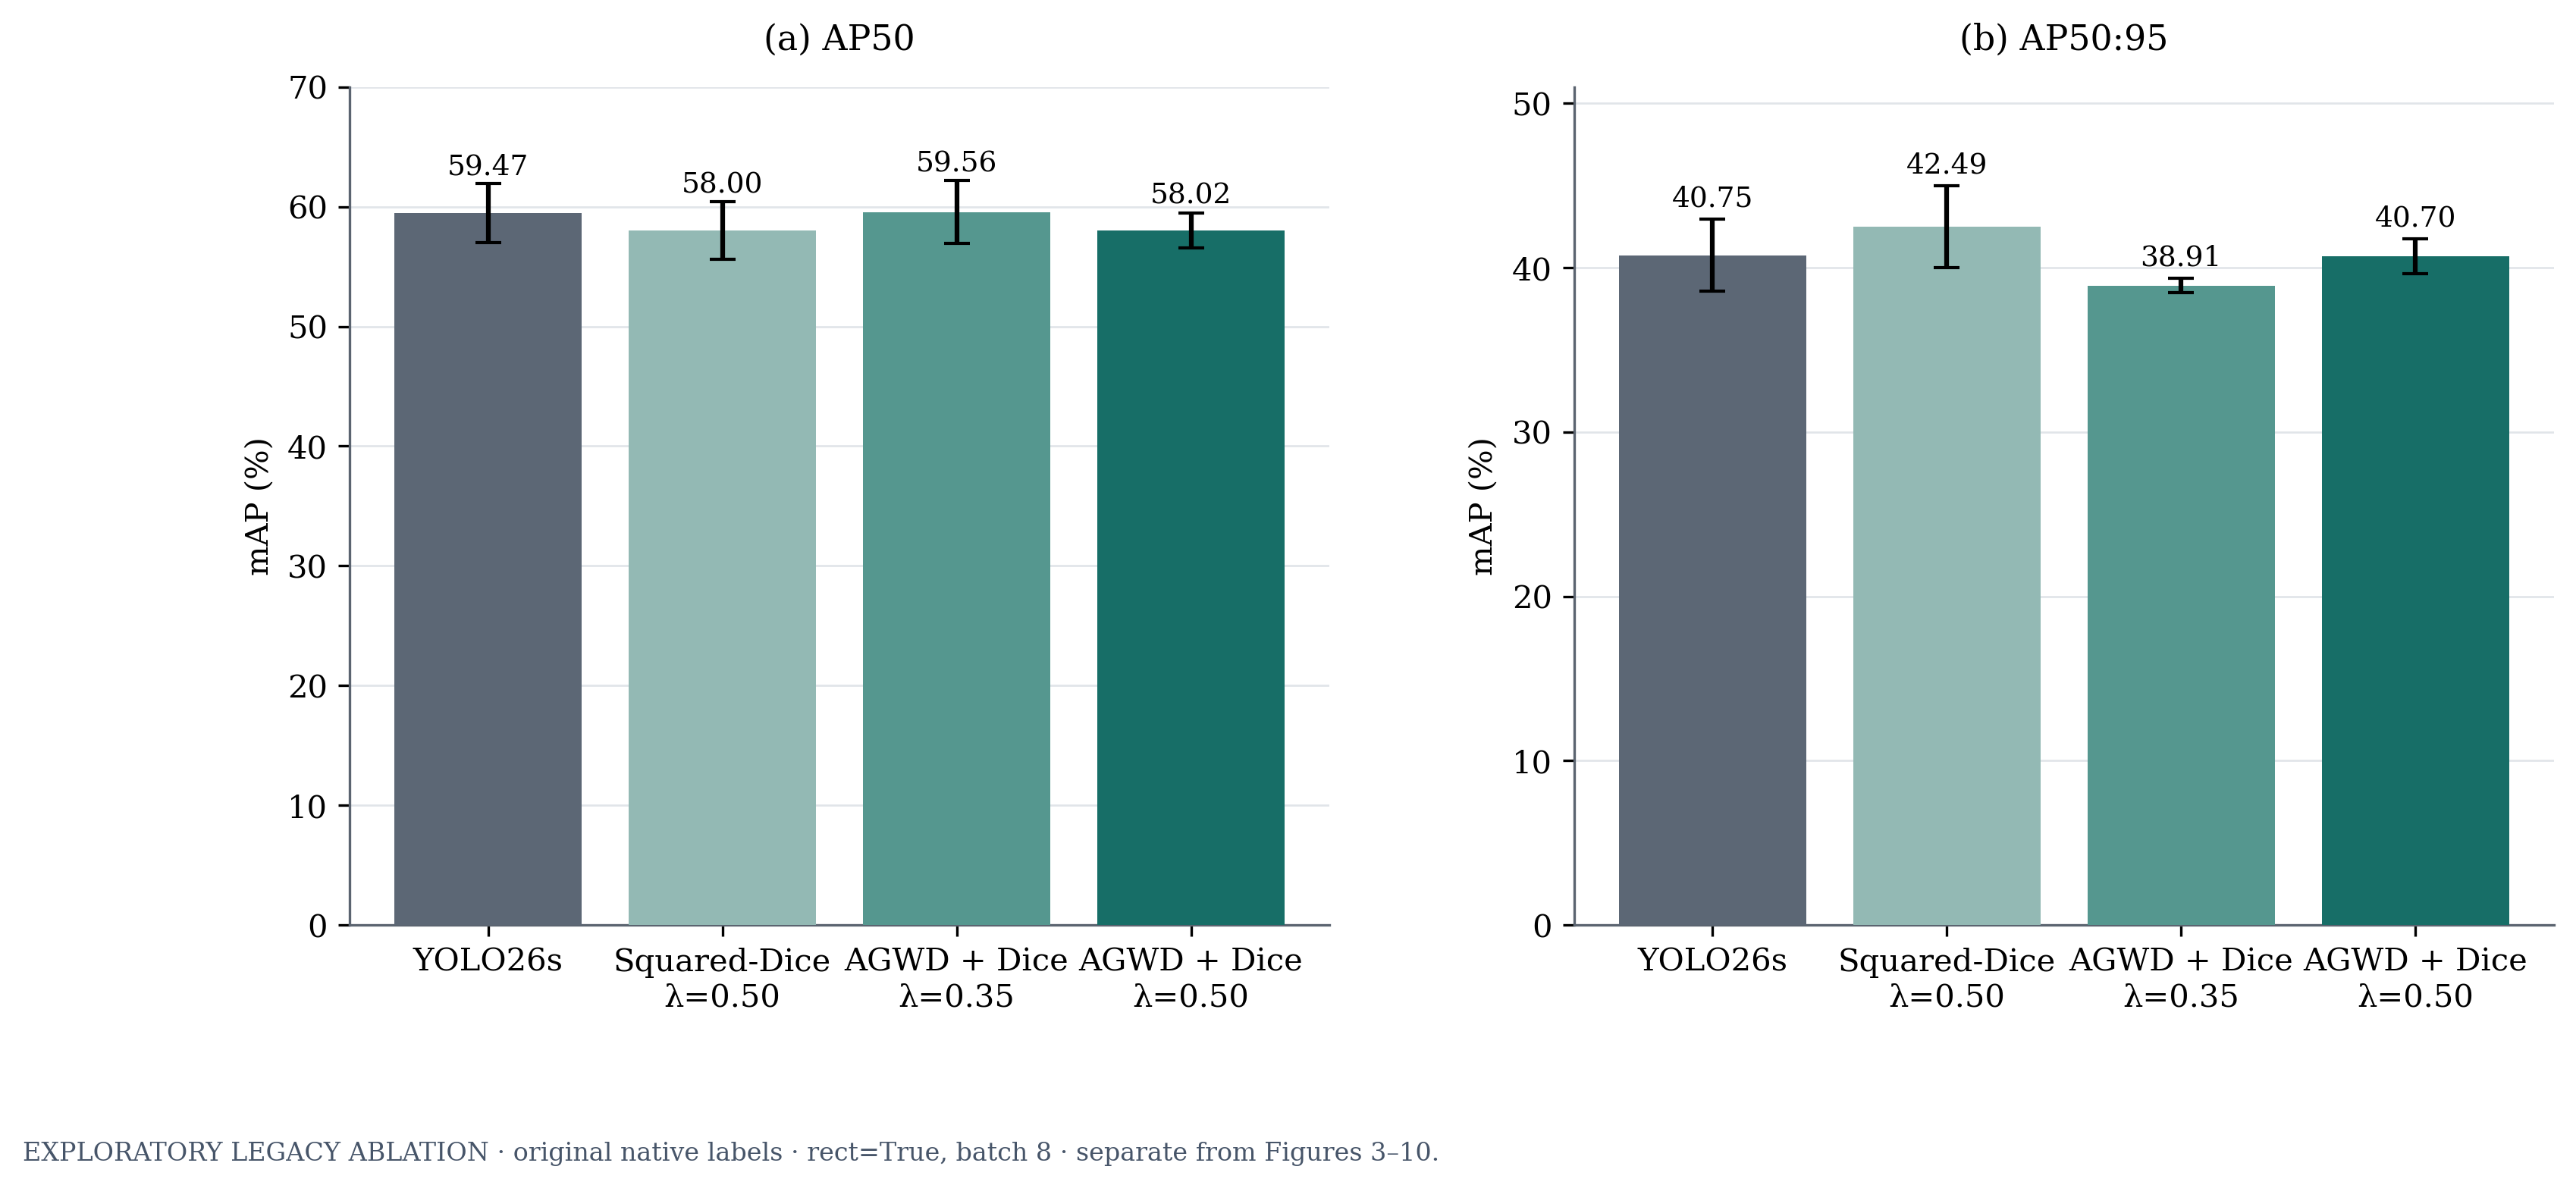 (a) AP50
mAP (%)
70
60
50
40
30
20
10
0
59.47
58.00
59.56
58.02
YOLO26s
Squared-Dice
λ=0.50
AGWD + Dice
λ=0.35
AGWD + Dice
λ=0.50
(b) AP50:95
mAP (%)
50
40
30
20
10
0
40.75
42.49
38.91
40.70
YOLO26s
Squared-Dice
λ=0.50
AGWD + Dice
λ=0.35
AGWD + Dice
λ=0.50
EXPLORATORY LEGACY ABLATION · original native labels · rect=True, batch 8 · separate from Figures 3–10.